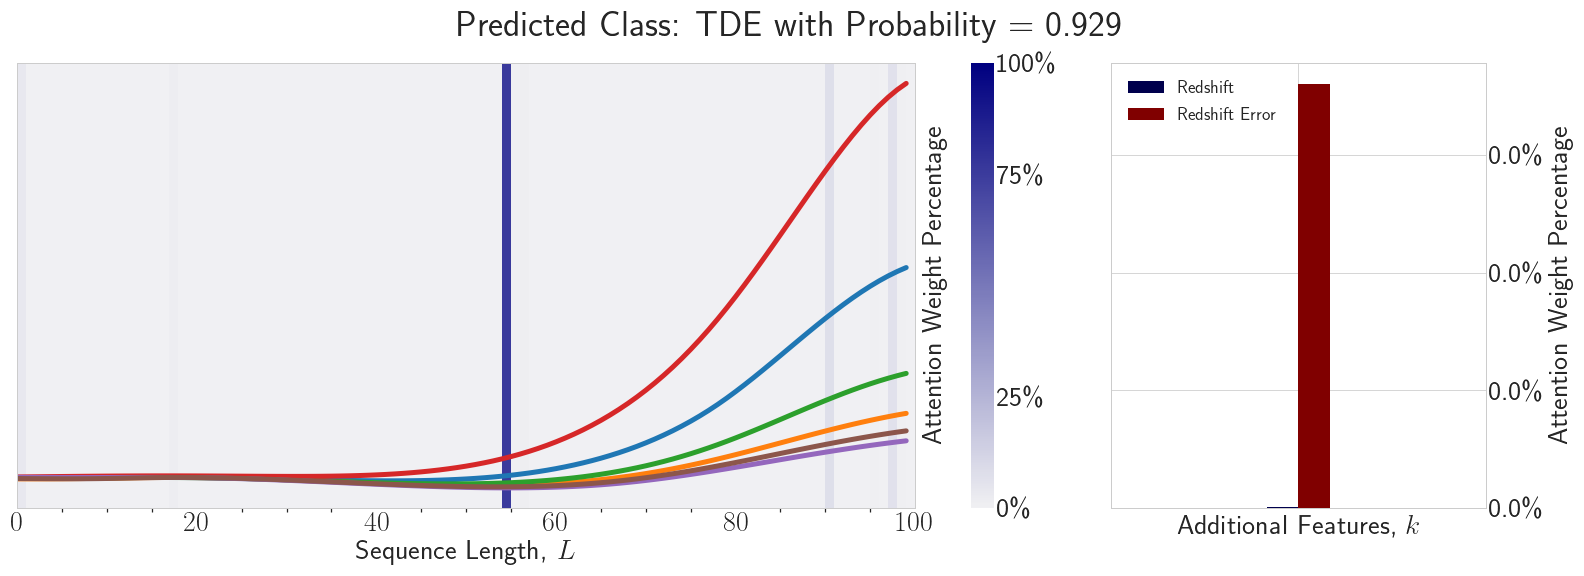 Predicted Class: TDE with Probability = 0.929
0 20 40 60 80 100
Sequence Length, L
100%
75%
25%
0%
Attention Weight Percentage
Redshift
Redshift Error
0.0%
0.0%
0.0%
0.0%
Attention Weight Percentage
Additional Features, k